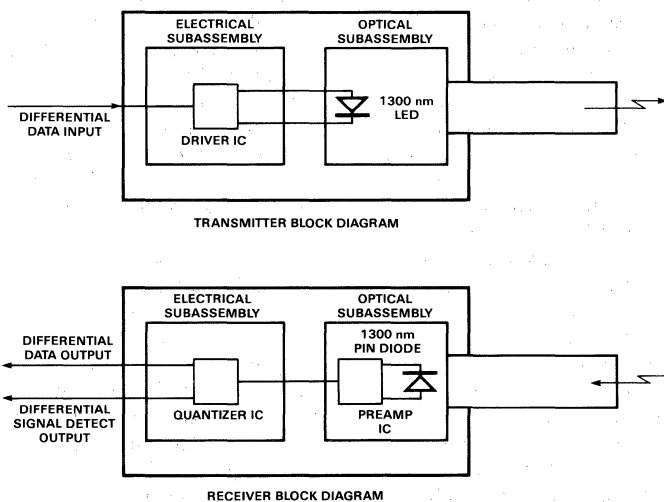 ELECTRICAL
SUBASSEMBLY
OPTICAL
SUBASSEMBLY
DIFFERENTIAL
DATA INPUT
DRIVER IC
1300 nm
LED
TRANSMITTER BLOCK DIAGRAM
ELECTRICAL
SUBASSEMBLY
OPTICAL
SUBASSEMBLY
DIFFERENTIAL
DATA OUTPUT
DIFFERENTIAL
SIGNAL DETECT
OUTPUT
QUANTIZER IC
1300 nm
PIN DIODE
PREAMP
IC
RECEIVER BLOCK DIAGRAM